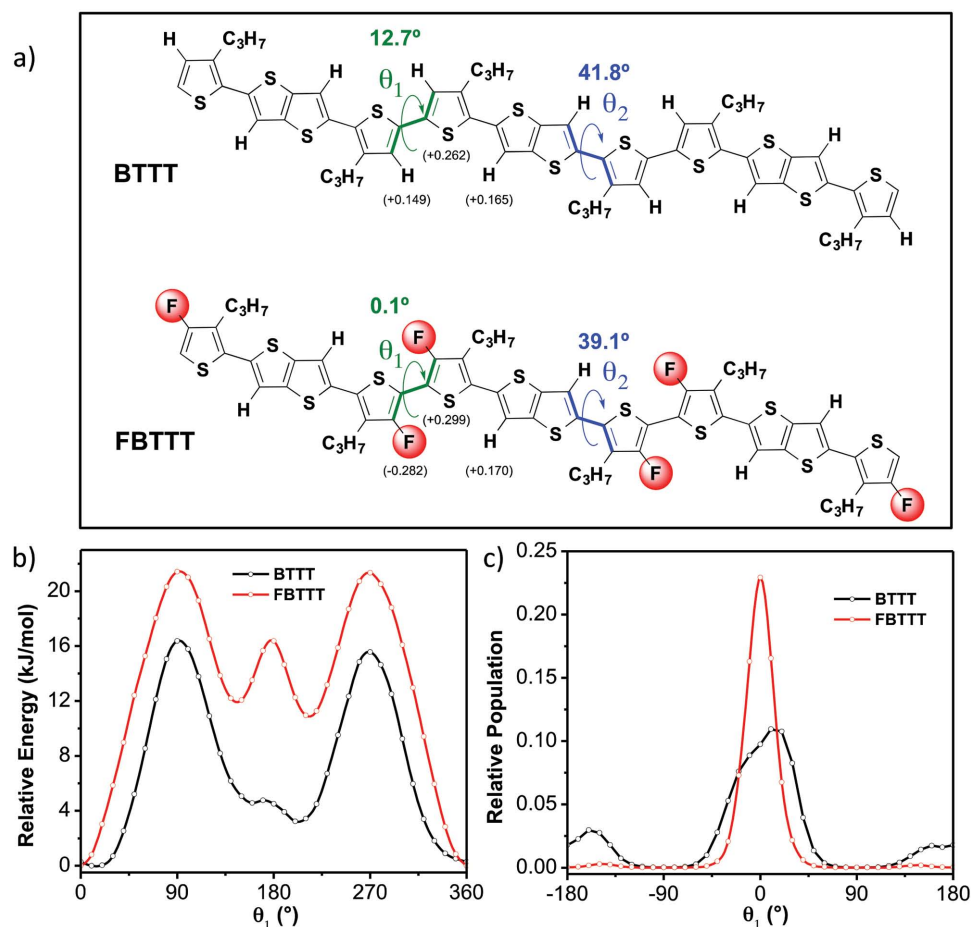 a)
BTTT
H
C₃H₇
S
S
H
H
S
12.7º
θ₁
S
C₃H₇
H
(+0.149)
H
C₃H₇
S
(+0.262)
S
H
(+0.165)
41.8º
H
θ₂
S
S
C₃H₇
H
H
C₃H₇
S
S
H
H
S
S
C₃H₇
H
FBTTT
F
C₃H₇
S
S
H
H
S
0.1º
θ₁
S
C₃H₇
F
(-0.282)
F
C₃H₇
S
(+0.299)
S
H
(+0.170)
39.1º
H
θ₂
S
S
C₃H₇
F
F
C₃H₇
S
S
H
H
S
S
C₃H₇
F
b)
BTTT
FBTTT
Relative Energy (kJ/mol)
20
16
12
8
4
0
0 90 180 270 360
θ₁ (°)
c)
BTTT
FBTTT
Relative Population
0.25
0.20
0.15
0.10
0.05
0.00
-180 -90 0 90 180
θ₁ (°)